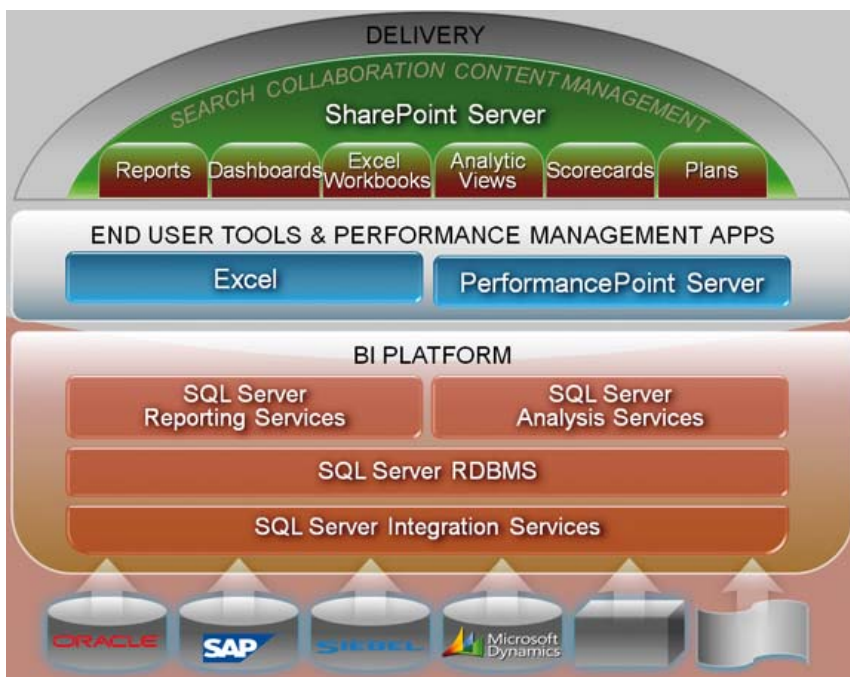 DELIVERY
SEARCH COLLABORATION CONTENT MANAGEMENT
SharePoint Server
Reports
Dashboards
Excel
Workbooks
Analytic
Views
Scorecards
Plans
END USER TOOLS & PERFORMANCE MANAGEMENT APPS
Excel
PerformancePoint Server
BI PLATFORM
SQL Server
Reporting Services
SQL Server
Analysis Services
SQL Server RDBMS
SQL Server Integration Services
ORACLE
SAP
SIEBEL
Microsoft
Dynamics